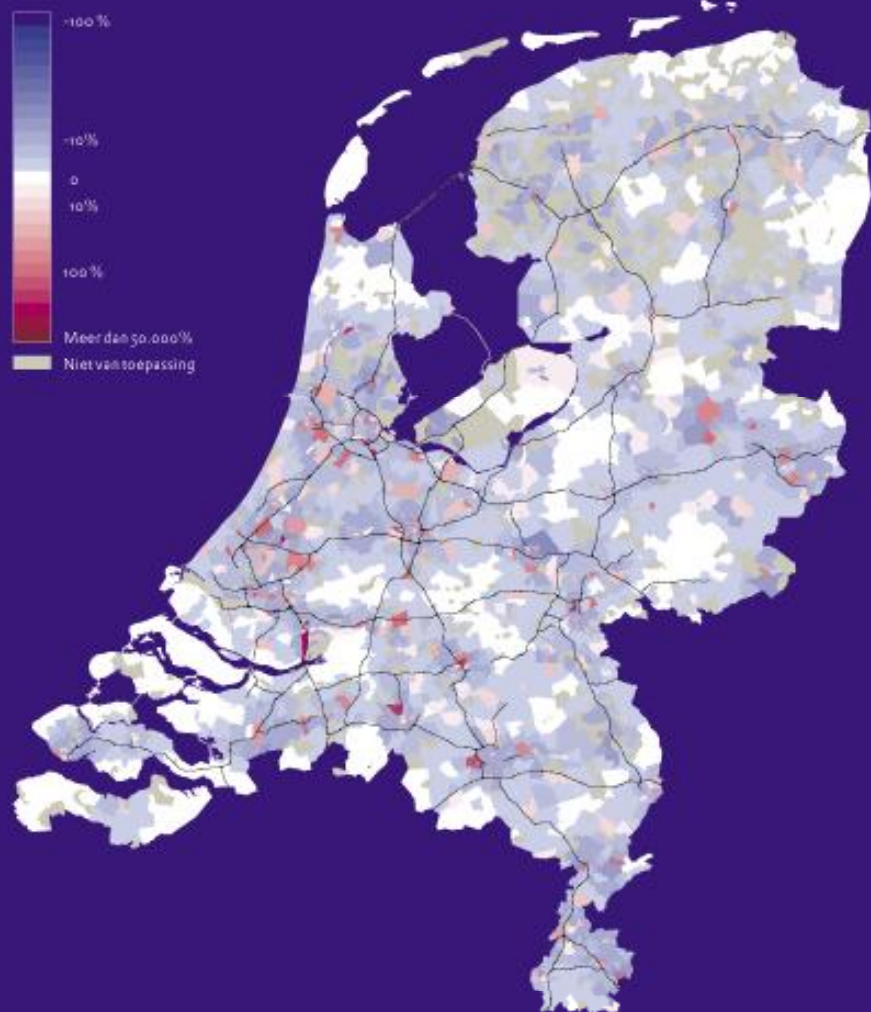 -100 %
-10%
0
10%
100 %
Meer dan 50.000%
Niet van toepassing